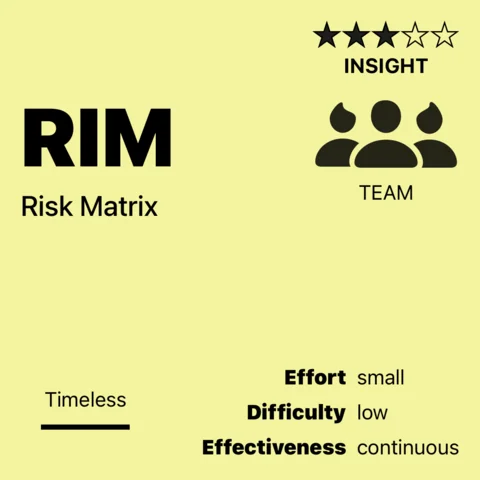 ★★★☆☆
INSIGHT
RIM
Risk Matrix
TEAM
Timeless
Effort small
Difficulty low
Effectiveness continuous